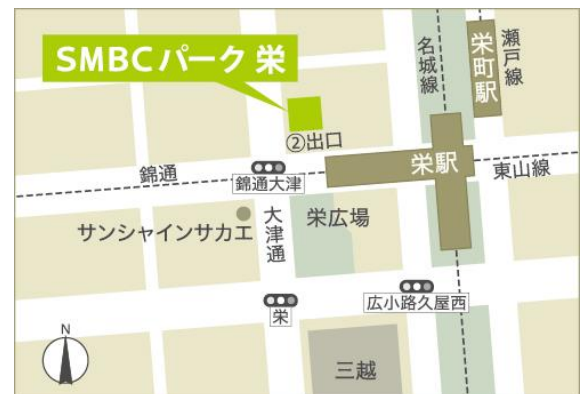 SMBCパーク 栄
②出口
名城線
栄町駅
瀬戸線
錦通
錦通大津
栄駅
東山線
サンシャインサカエ
大津通
栄広場
栄
広小路久屋西
三越
N